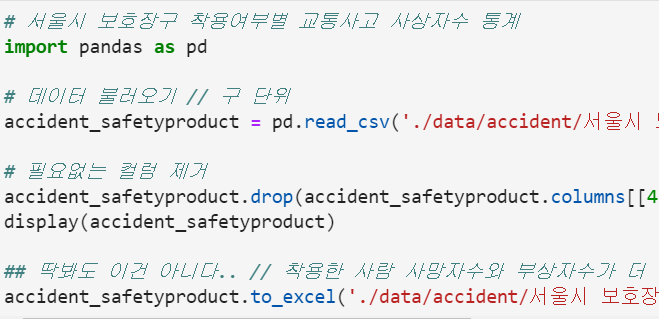 # 서울시 보호장구 착용여부별 교통사고 사상자수 통계
import pandas as pd
# 데이터 불러오기 // 구 단위
accident_safetyproduct = pd.read_csv('./data/accident/서울시
# 필요없는 컬럼 제거
accident_safetyproduct.drop(accident_safetyproduct.columns[[4
display(accident_safetyproduct)
## 딱봐도 이건 아니다.. // 착용한 사람 사망자수와 부상자수가 더
accident_safetyproduct.to_excel('./data/accident/서울시 보호장